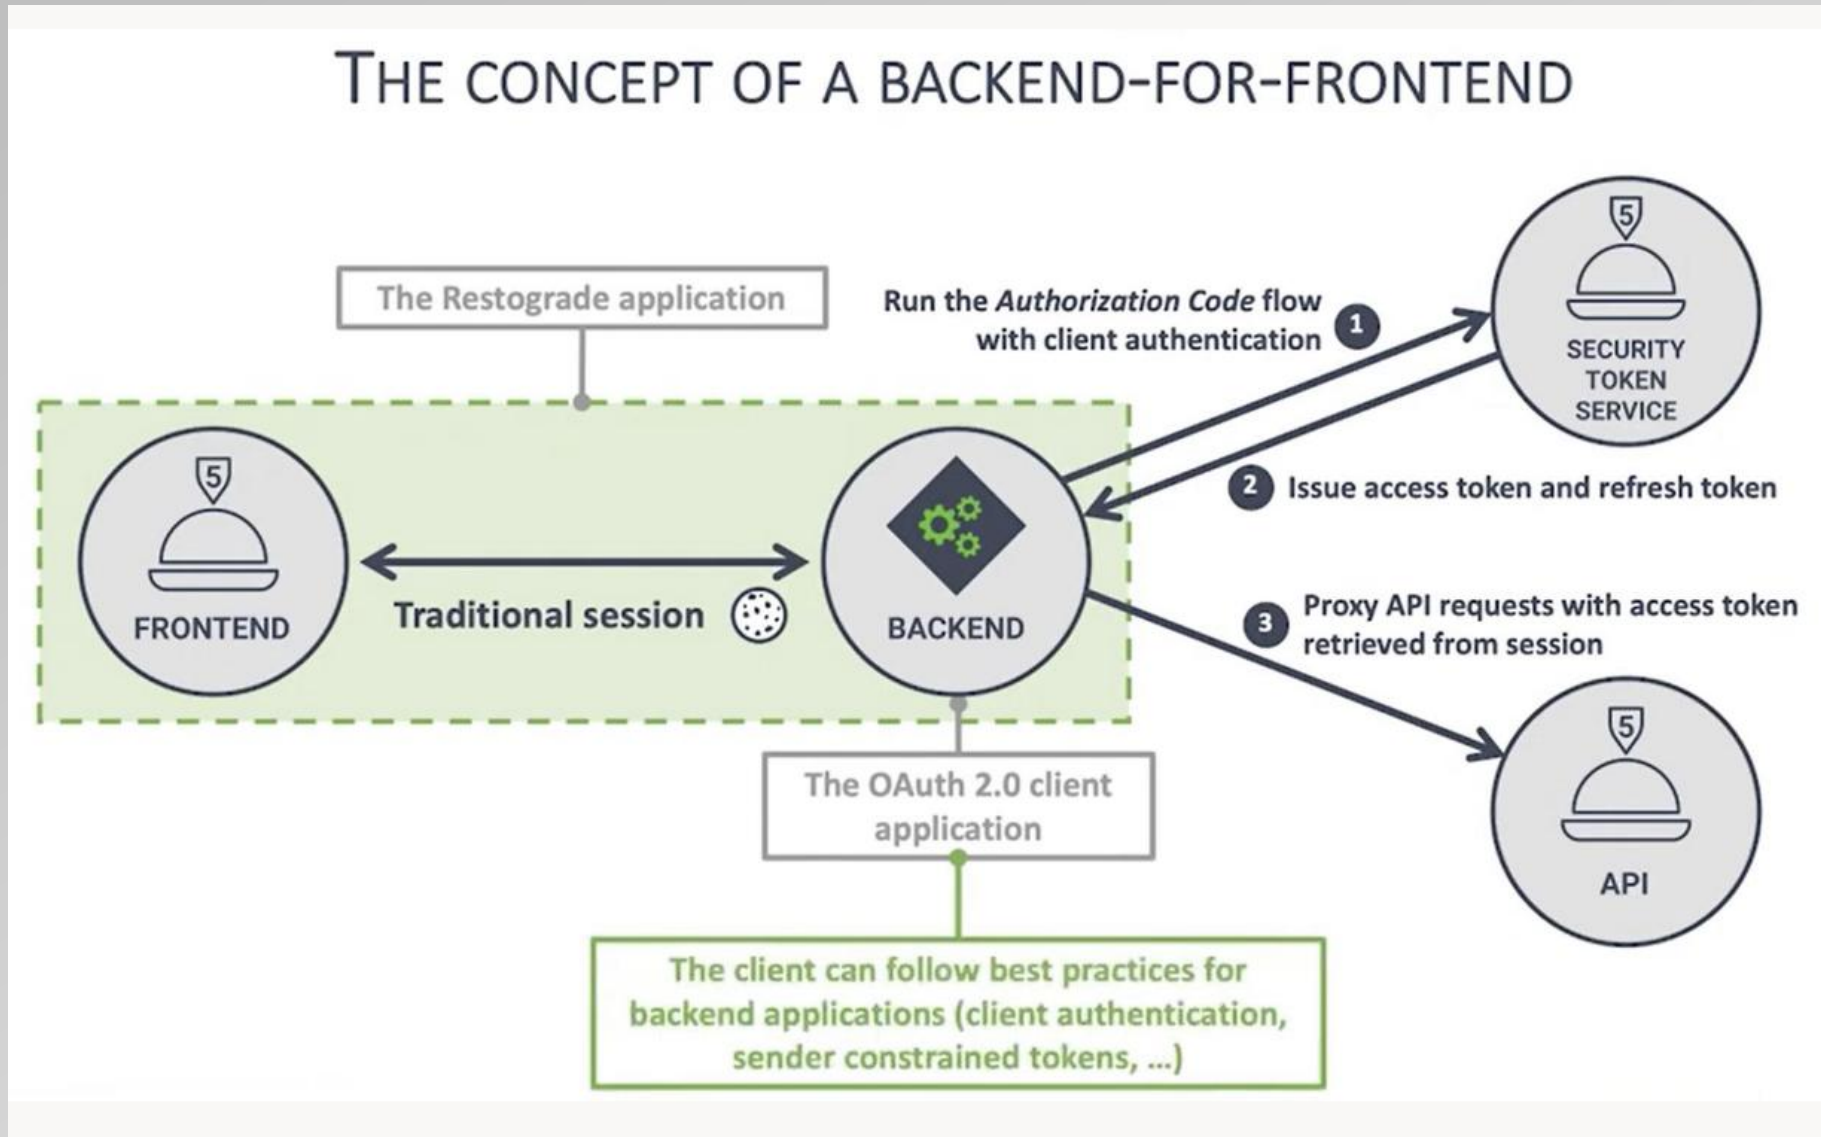 THE CONCEPT OF A BACKEND-FOR-FRONTEND
The Restograde application
Run the Authorization Code flow
with client authentication
1
5
SECURITY
TOKEN
SERVICE
2
Issue access token and refresh token
5
FRONTEND
Traditional session
BACKEND
3
Proxy API requests with access token
retrieved from session
5
API
The OAuth 2.0 client
application
The client can follow best practices for
backend applications (client authentication,
sender constrained tokens, ...)